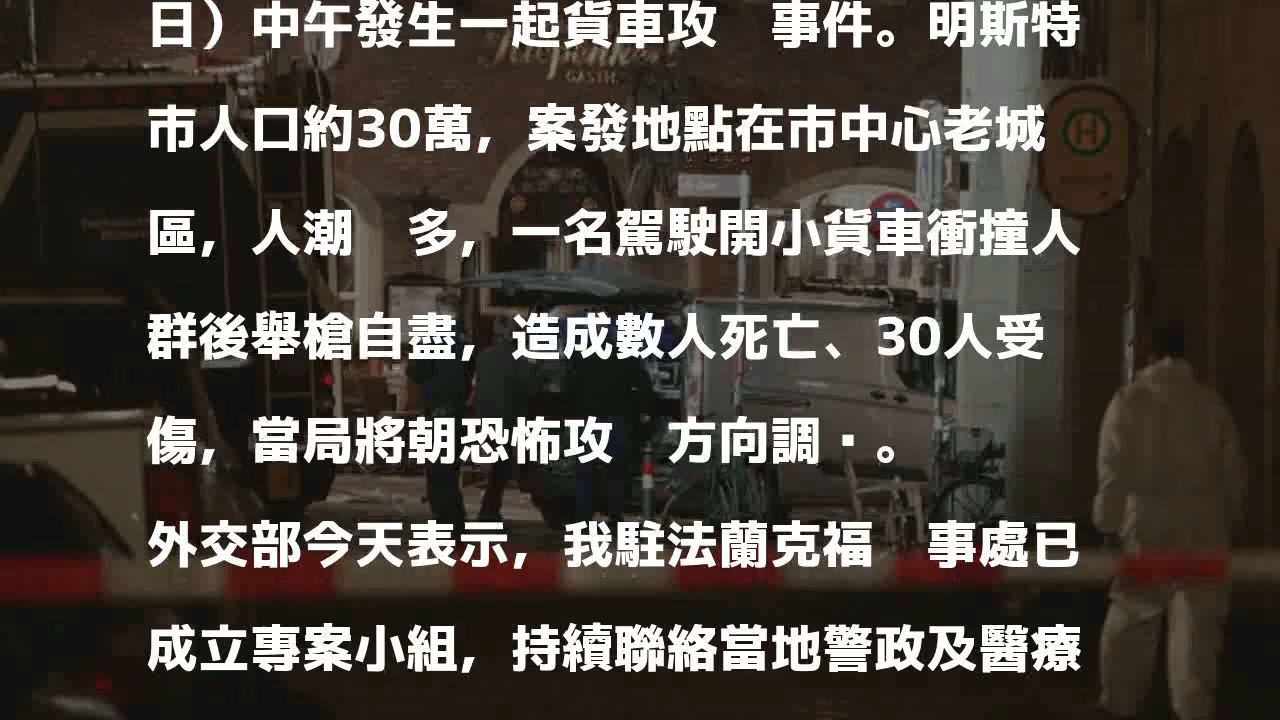 日）中午發生一起貨車攻　事件。明斯特
市人口約30萬，案發地點在市中心老城
區，人潮　多，一名駕駛開小貨車衝撞人
群後舉槍自盡，造成數人死亡、30人受
傷，當局將朝恐怖攻　方向調▪。
外交部今天表示，我駐法蘭克福　事處已
成立專案小組，持續聯絡當地警政及醫療
GASTH
H